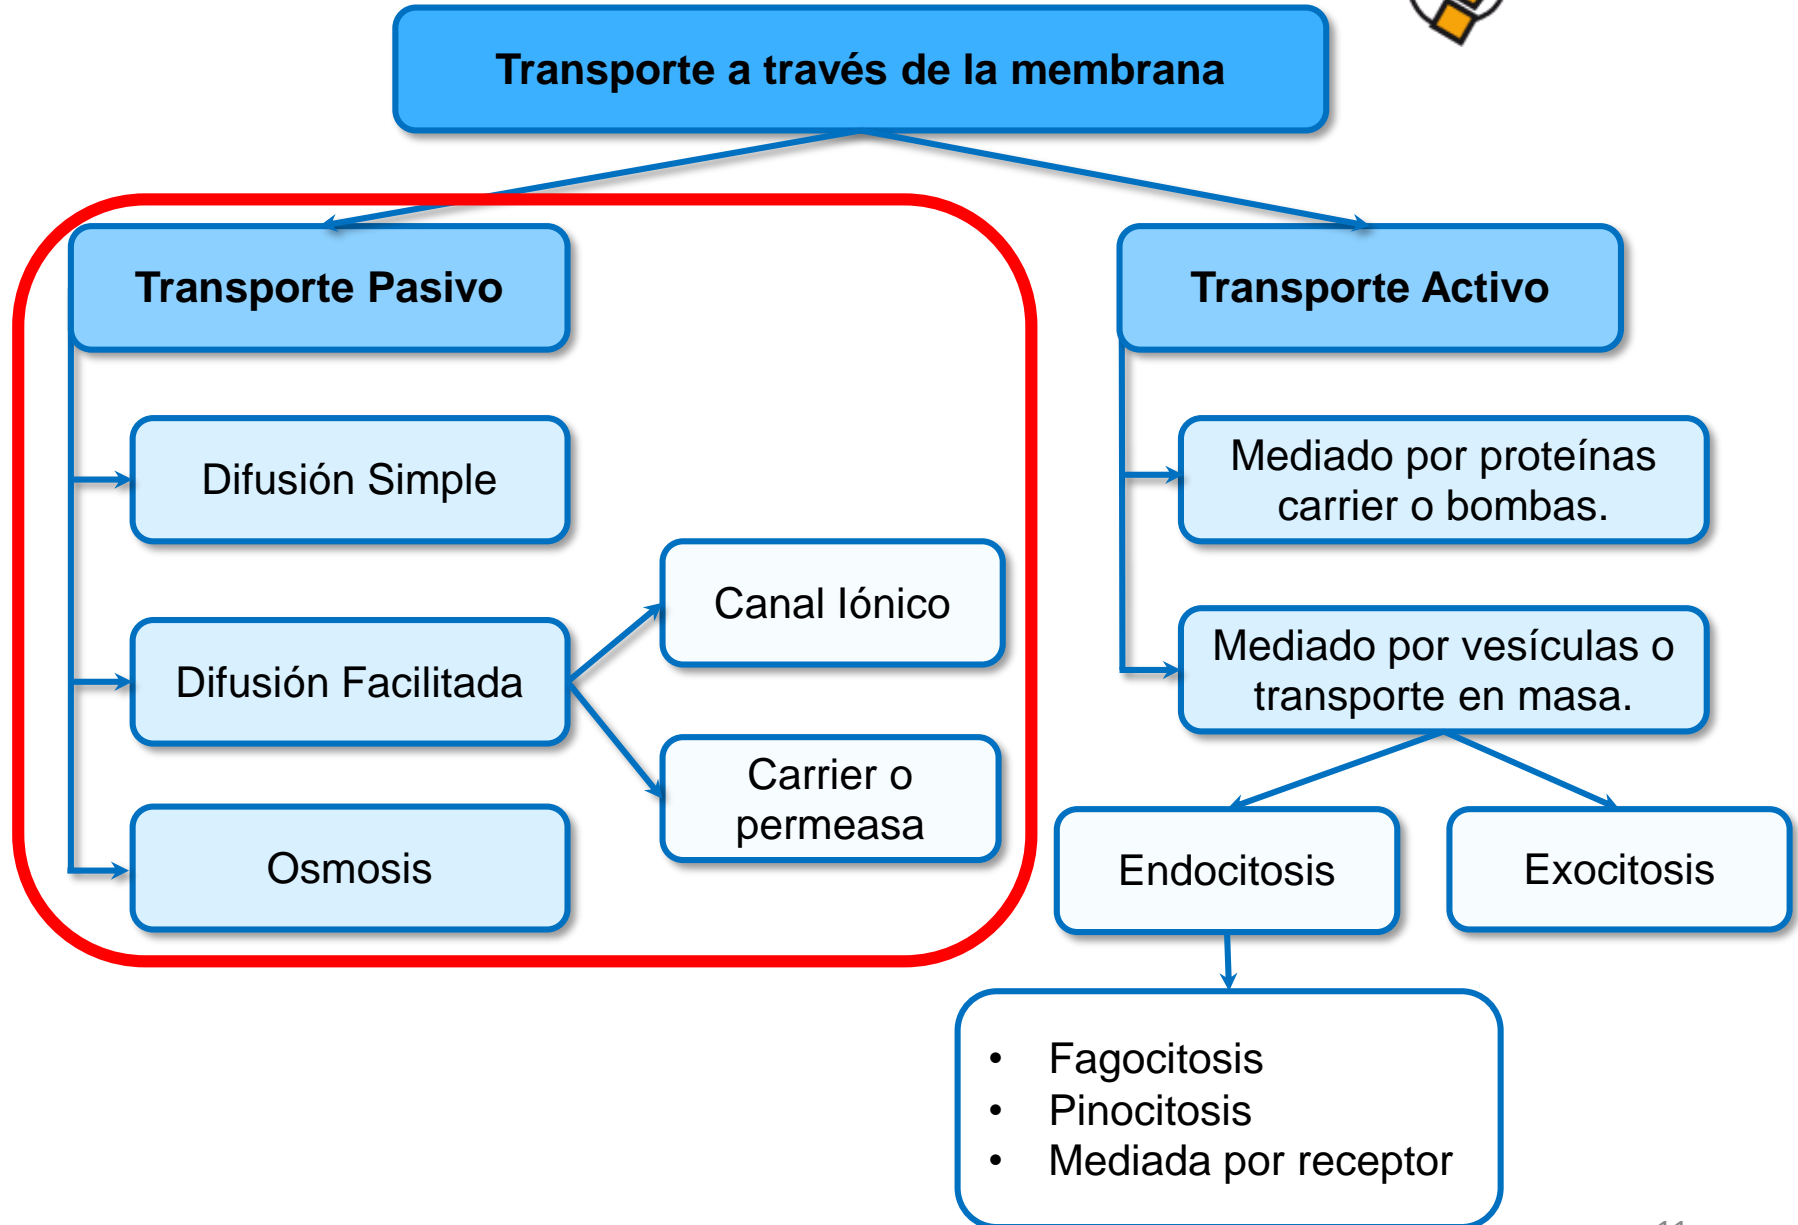 Transporte a través de la membrana
Transporte Pasivo
Difusión Simple
Difusión Facilitada
Canal Iónico
Carrier o
permeasa
Osmosis
Transporte Activo
Mediado por proteínas
carrier o bombas.
Mediado por vesículas o
transporte en masa.
Endocitosis
Exocitosis
• Fagocitosis
• Pinocitosis
• Mediada por receptor